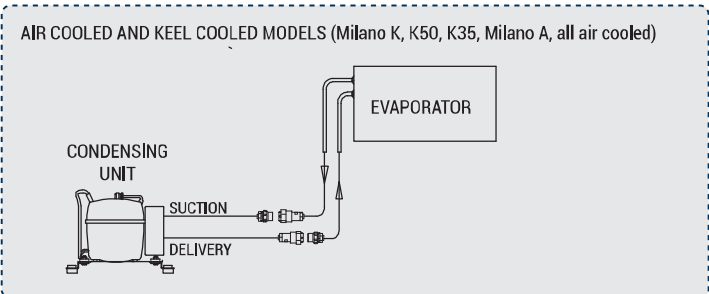 AIR COOLED AND KEEL COOLED MODELS (Milano K, K50, K35, Milano A, all air cooled)
EVAPORATOR
CONDENSING
UNIT
SUCTION
DELIVERY